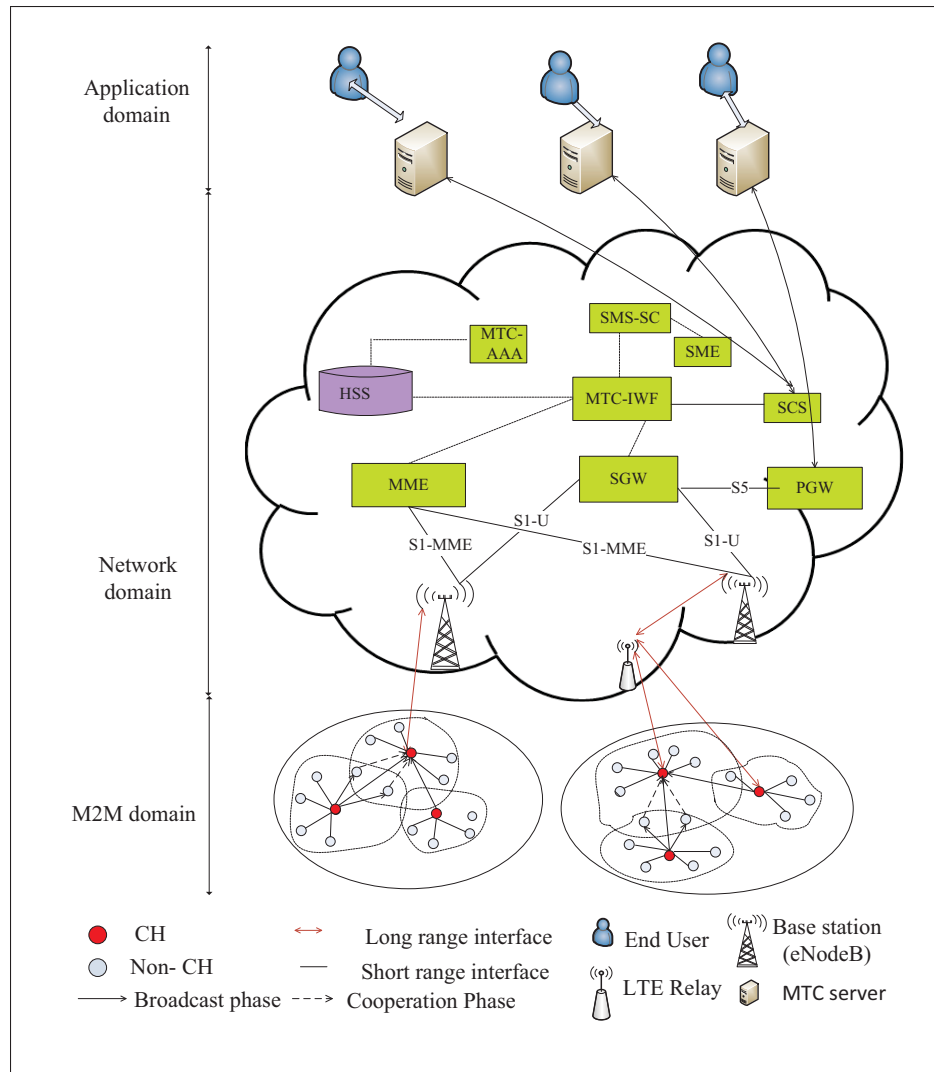 Application
domain
SMS-SC
MTC-
AAA
SME
HSS
MTC-IWF
SCS
MME
SGW
S5
PGW
S1-U
S1-MME
S1-MME
S1-U
Network
domain
M2M domain
CH
Long range interface
End User
Base station
(eNodeB)
Non- CH
Short range interface
LTE Relay
MTC server
Broadcast phase
Cooperation Phase